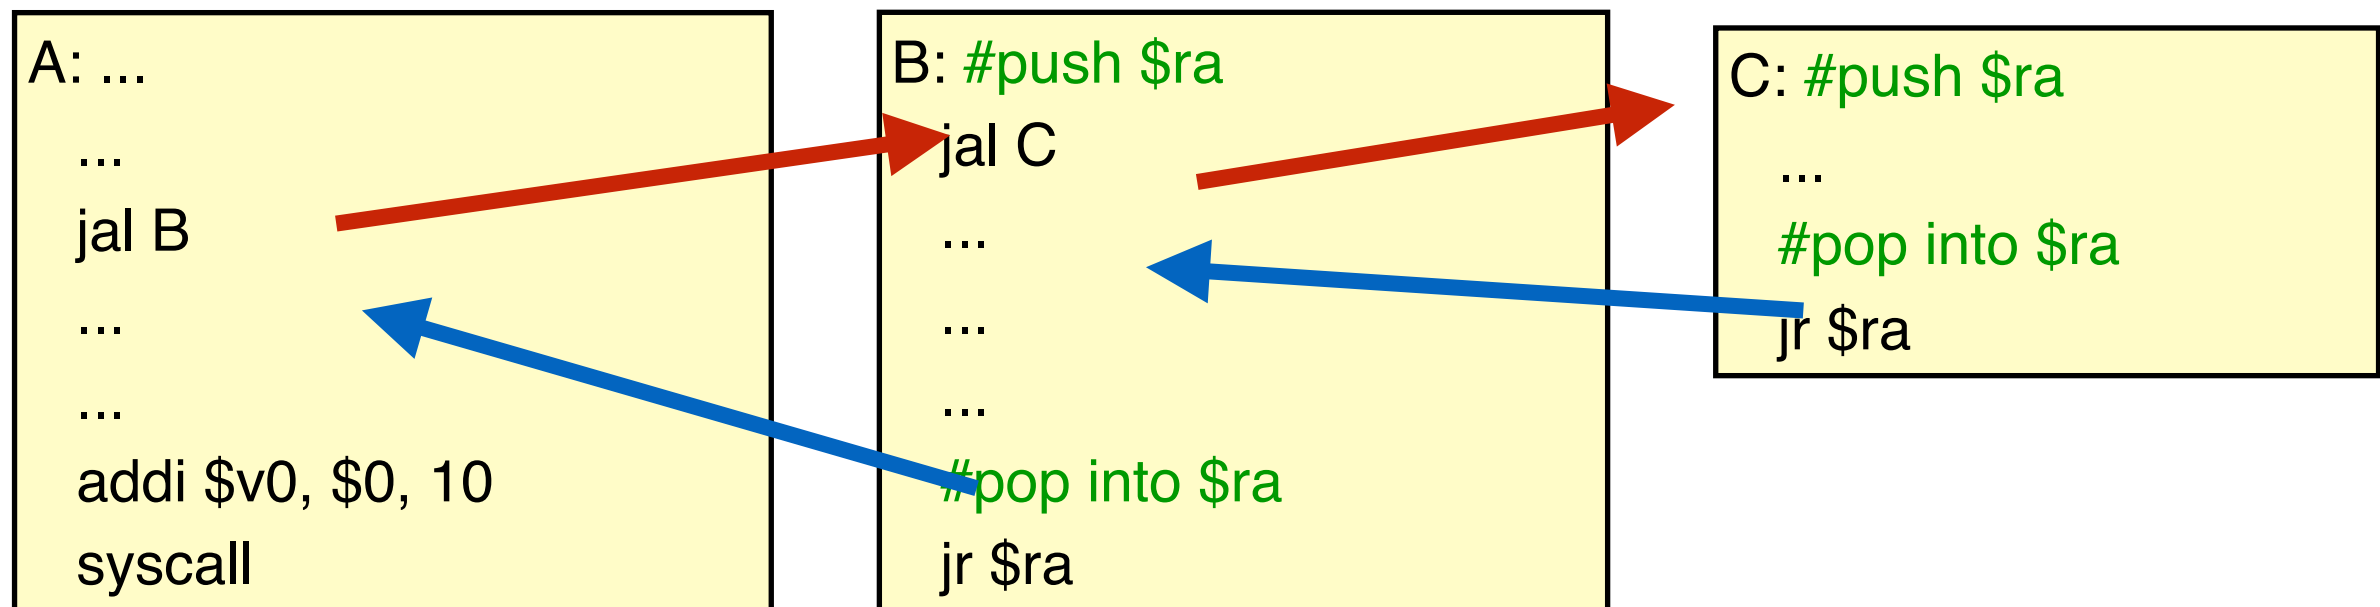 A: ...
...
jal B
...
...
addi $v0, $0, 10
syscall
B: #push $ra
jal C
...
...
...
#pop into $ra
jr $ra
C: #push $ra
...
#pop into $ra
jr $ra